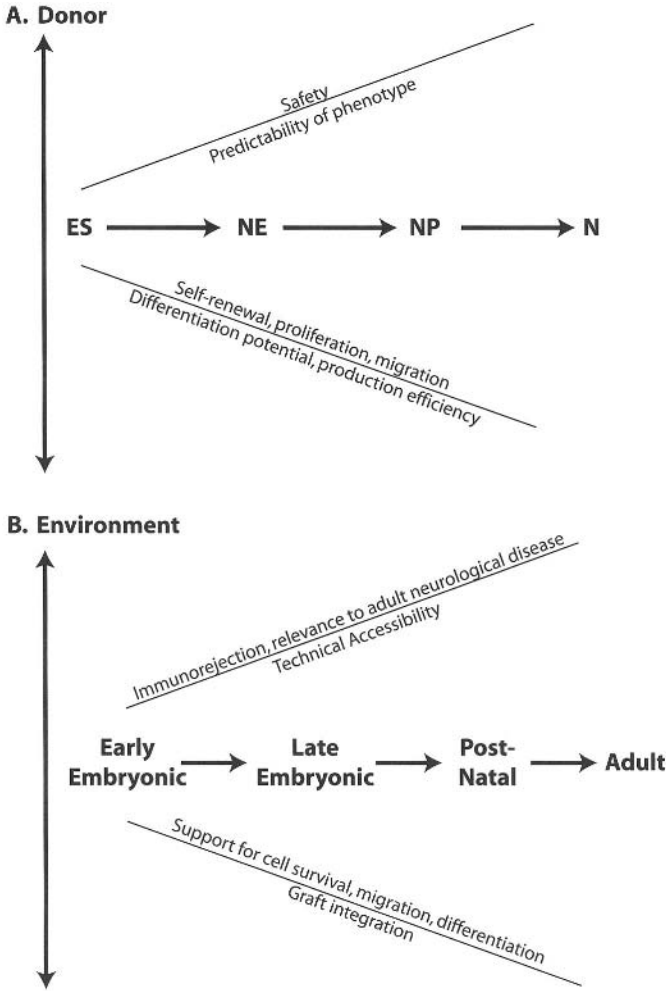 A. Donor
Safety
Predictability of phenotype
ES NE NP N
Self-renewal, proliferation, migration
Differentiation potential, production efficiency
B. Environment
Immunorejection, relevance to adult neurological disease
Technical Accessibility
Early
Embryonic
Late
Embryonic
Post-
Natal
Adult
Support for cell survival, migration, differentiation
Graft integration